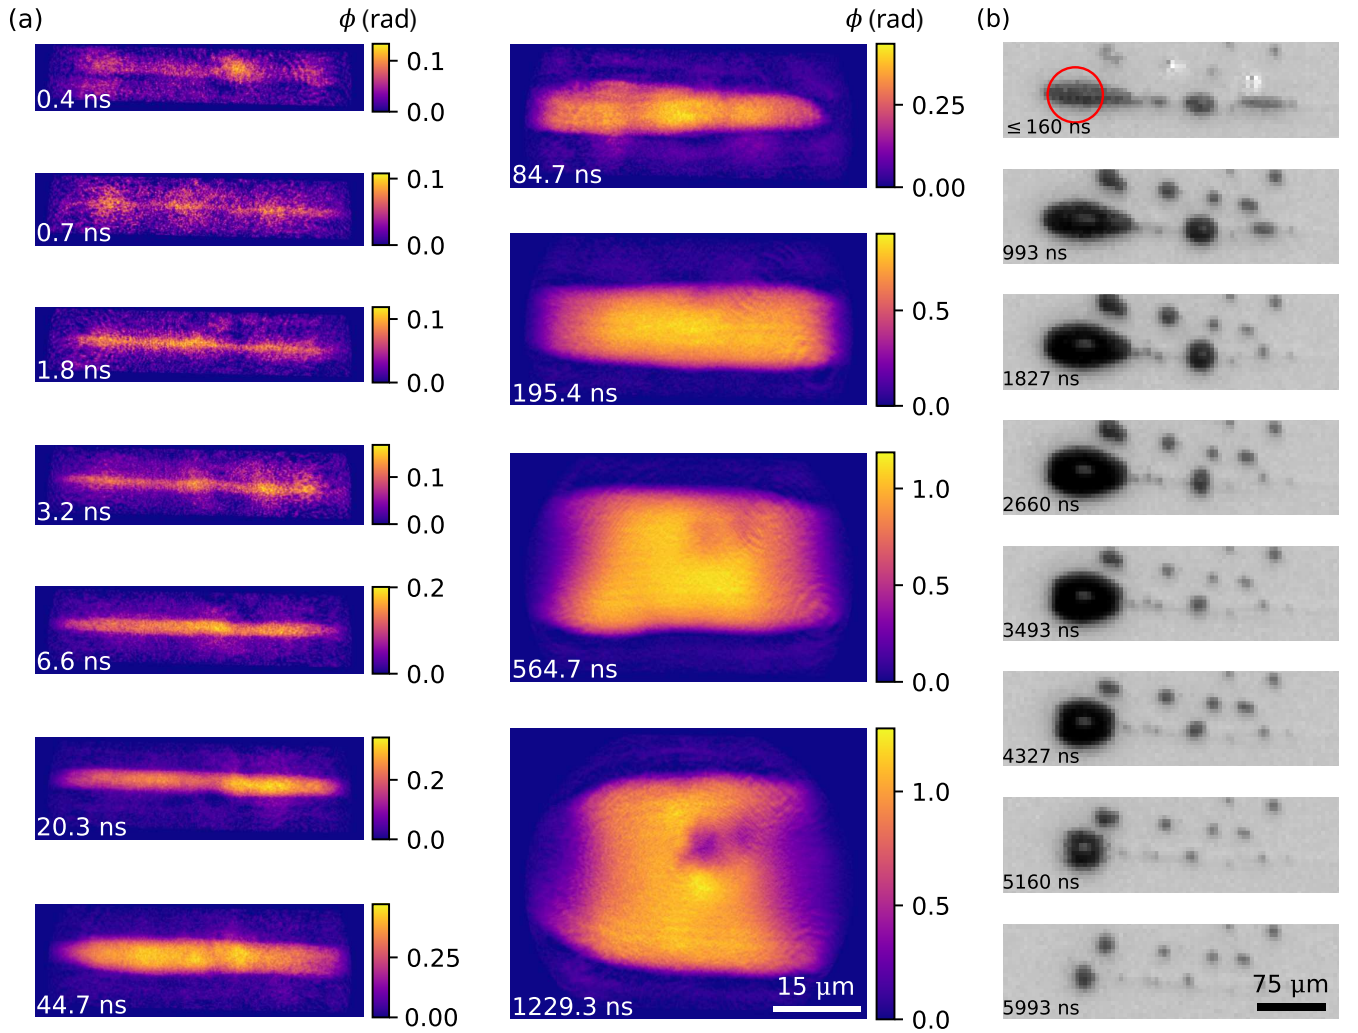 (a)
ϕ (rad)
0.1
0.0
0.4 ns
0.1
0.0
0.7 ns
0.1
0.0
1.8 ns
0.1
0.0
3.2 ns
0.2
0.0
6.6 ns
0.2
0.0
20.3 ns
0.25
0.00
44.7 ns
ϕ (rad)
0.25
0.00
84.7 ns
0.5
0.0
195.4 ns
1.0
0.5
0.0
564.7 ns
1.0
0.5
0.0
15 μm
1229.3 ns
(b)
≤ 160 ns
993 ns
1827 ns
2660 ns
3493 ns
4327 ns
5160 ns
75 μm
5993 ns